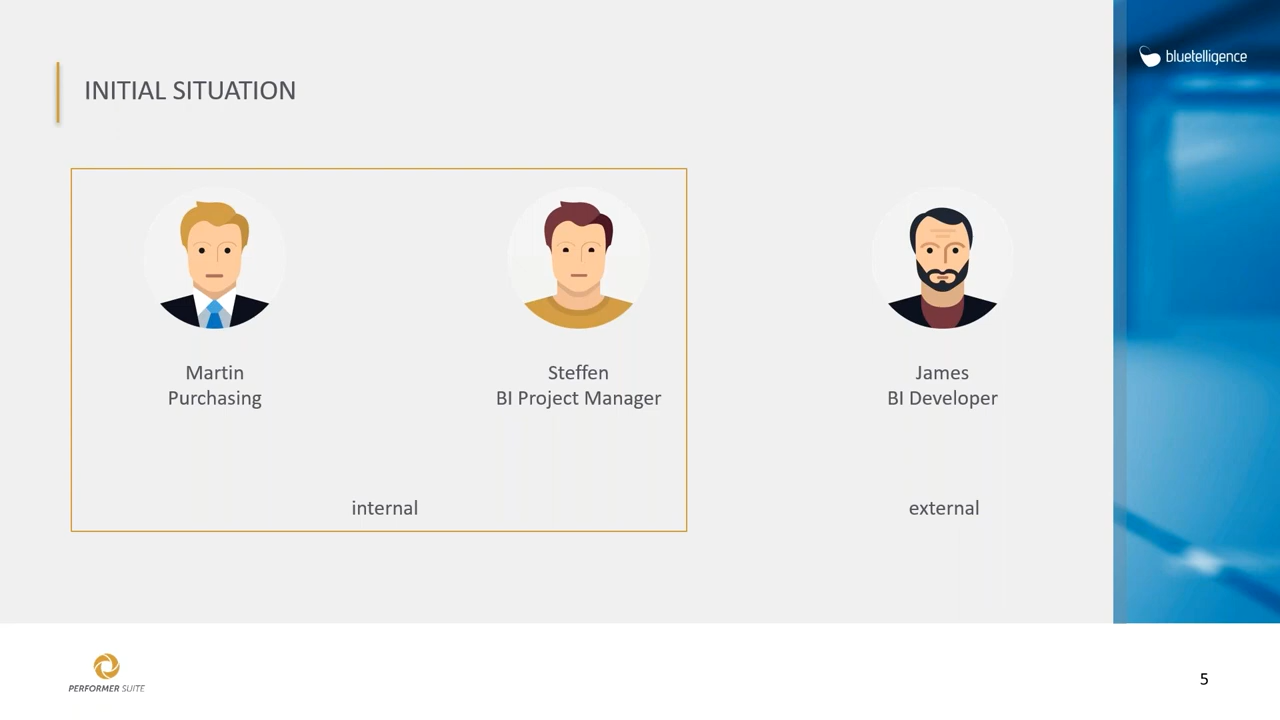 bluetelligence
INITIAL SITUATION
Martin
Purchasing
Steffen
BI Project Manager
James
BI Developer
internal
external
PERFORMER SUITE
5